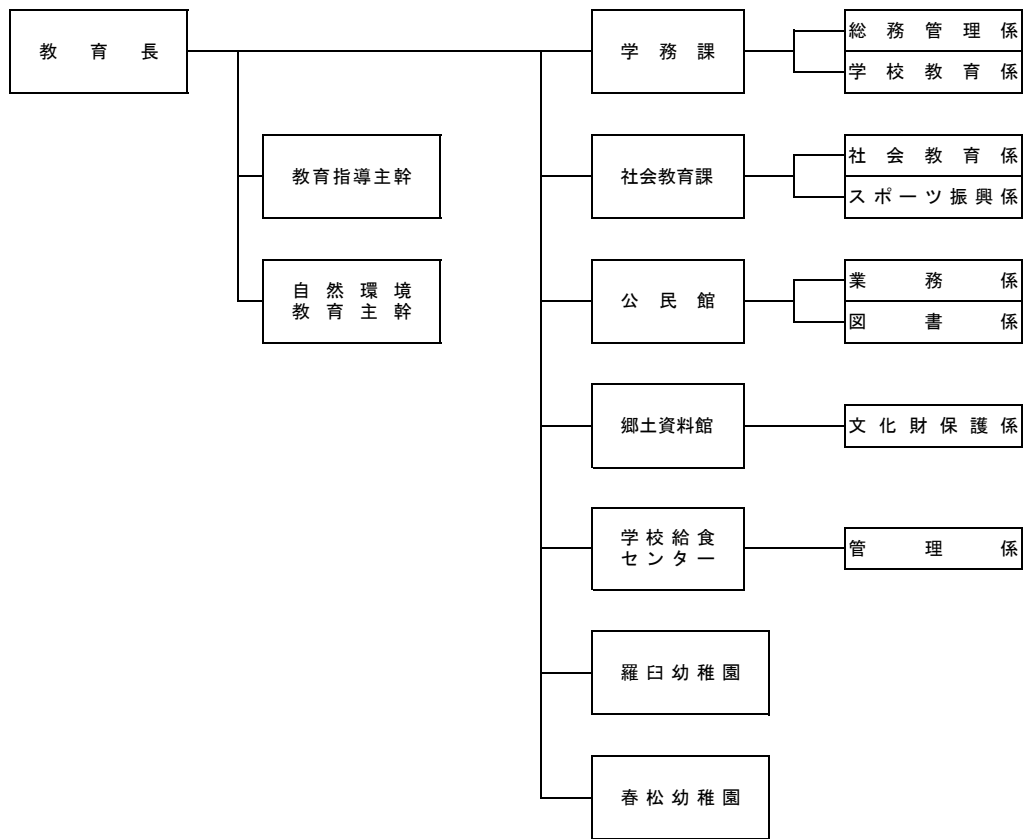 教育長
学務課
総務管理係
学校教育係
教育指導主幹
社会教育課
社会教育係
スポーツ振興係
自然環境
教育主幹
公民館
業務係
図書係
郷土資料館
文化財保護係
学校給食
センター
管理係
羅臼幼稚園
春松幼稚園